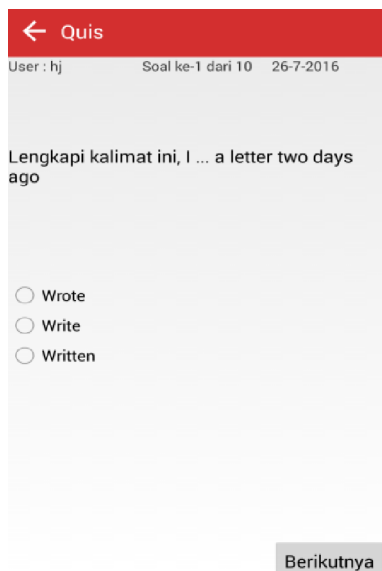 Quis
User : hj Soal ke-1 dari 10 26-7-2016
Lengkapi kalimat ini, I ... a letter two days
ago
Wrote
Write
Written
Berikutnya